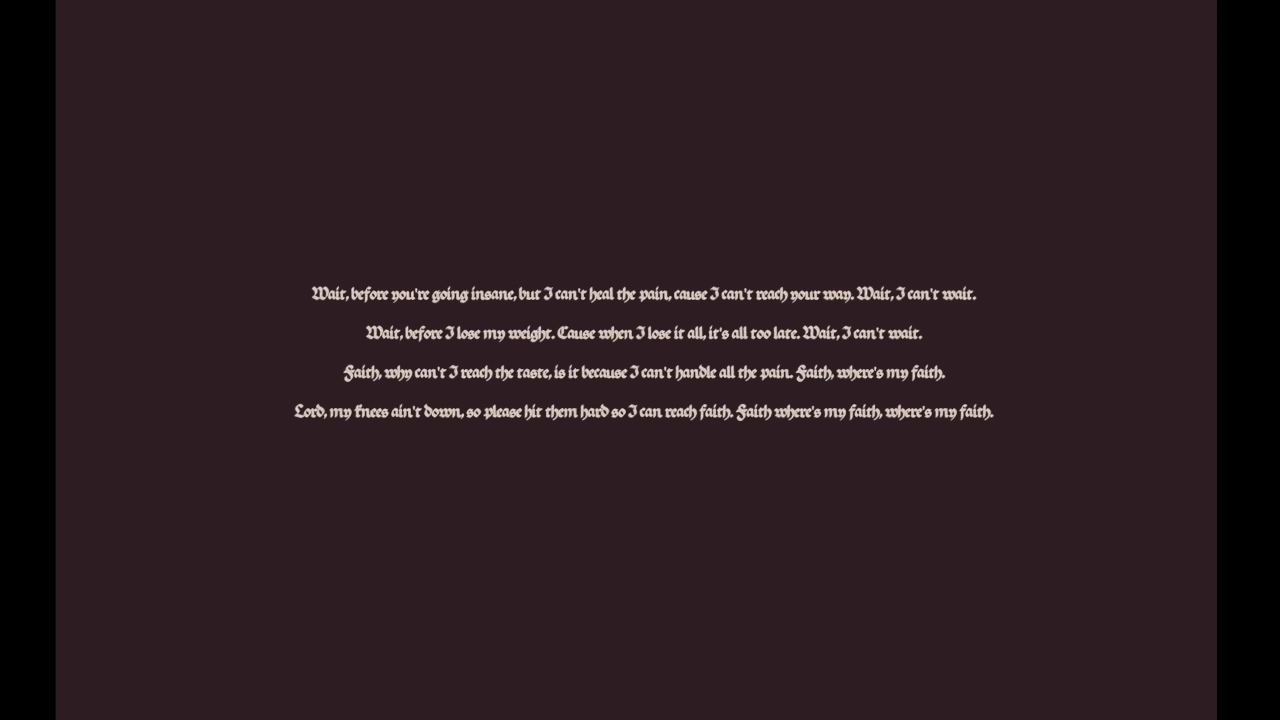 Wait, before you're going insane, but I can't heal the pain, cause I can't reach your way. Wait, I can't wait.
Wait, before I lose my weight. Cause when I lose it all, it's all too late. Wait, I can't wait.
Faith, why can't I reach the taste, is it because I can't handle all the pain. Faith, where's my faith.
Lord, my knees ain't down, so please hit them hard so I can reach faith. Faith where's my faith, where's my faith.